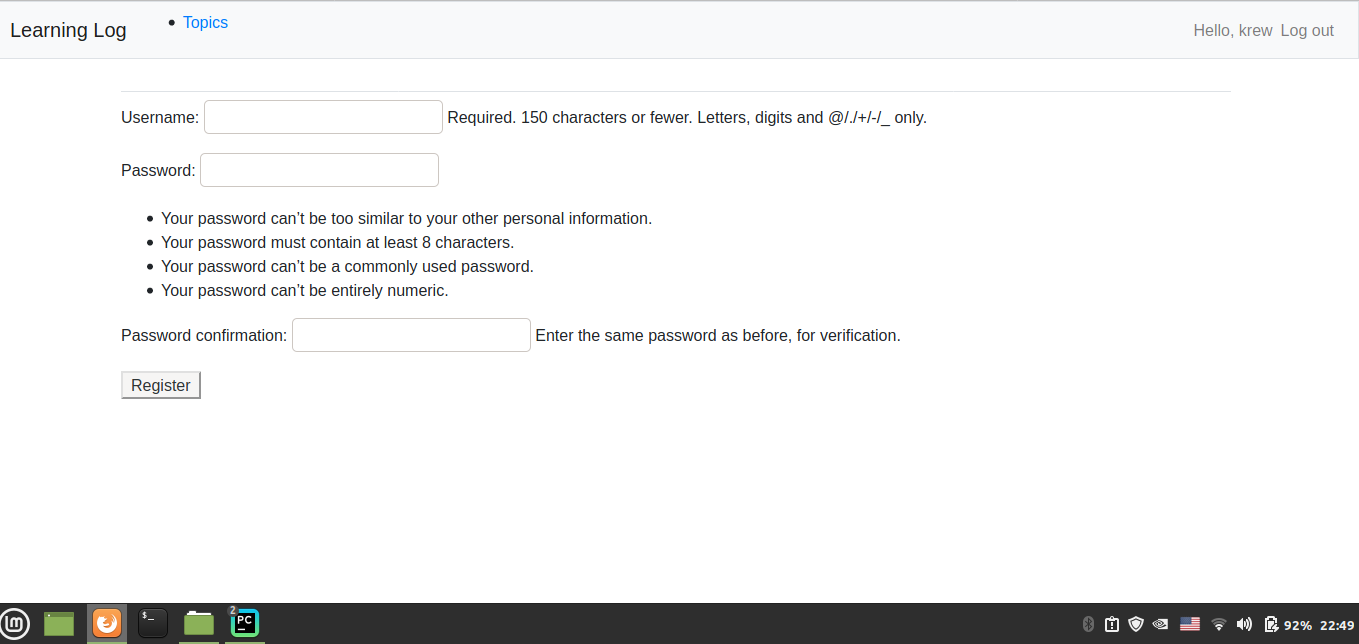 Learning Log
Topics
Hello, krew Log out
Username: Required. 150 characters or fewer. Letters, digits and @/./+/-/_ only.
Password:
Your password can’t be too similar to your other personal information.
Your password must contain at least 8 characters.
Your password can’t be a commonly used password.
Your password can’t be entirely numeric.
Password confirmation: Enter the same password as before, for verification.
Register
$_
2
PC
92% 22:49